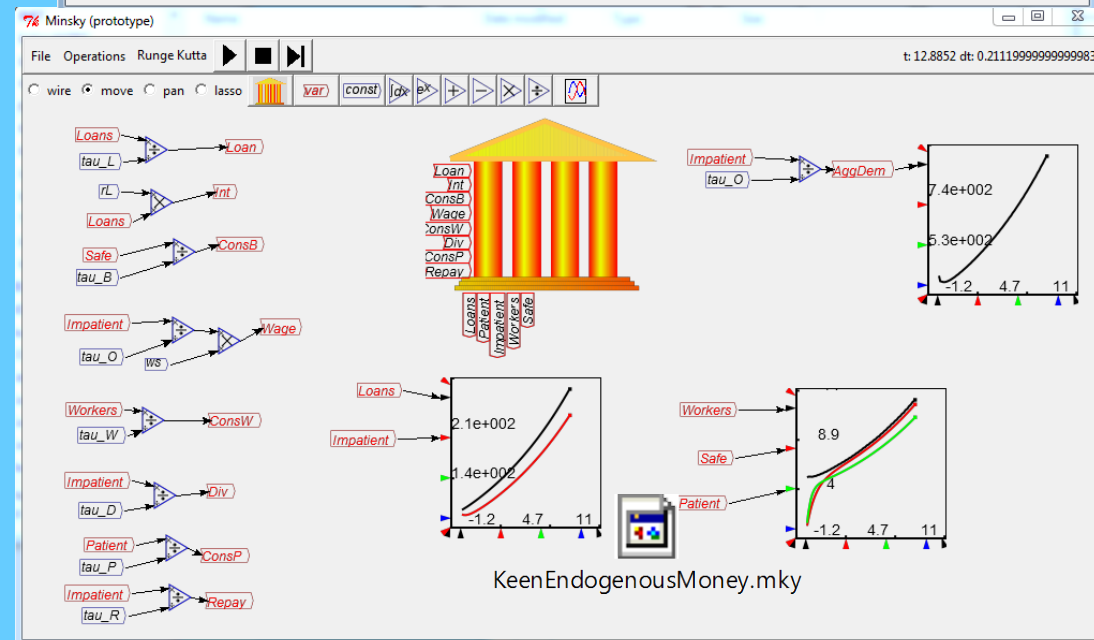 Minsky (prototype)
File Operations Runge Kutta
t: 12.8852 dt: 0.2111999999999998
wire move pan lasso var const ∫dx eˣ + − × ÷
Loans
tau_L
÷
Loan
rL
Loans
×
Int
Safe
tau_B
÷
ConsB
Impatient
tau_O
÷
ws
×
Wage
Workers
tau_W
÷
ConsW
Impatient
tau_D
÷
Div
Patient
tau_P
÷
ConsP
Impatient
tau_R
÷
Repay
Loan
Int
ConsB
Wage
ConsW
Div
ConsP
Repay
Loans
Patient
Impatient
Workers
Safe
Impatient
tau_O
÷
AggDem
7.4e+002
5.3e+002
-1.2 4.7 11
Loans
Impatient
2.1e+002
1.4e+002
-1.2 4.7 11
Workers
Safe
Patient
8.9
4
-1.2 4.7 11
KeenEndogenousMoney.mky